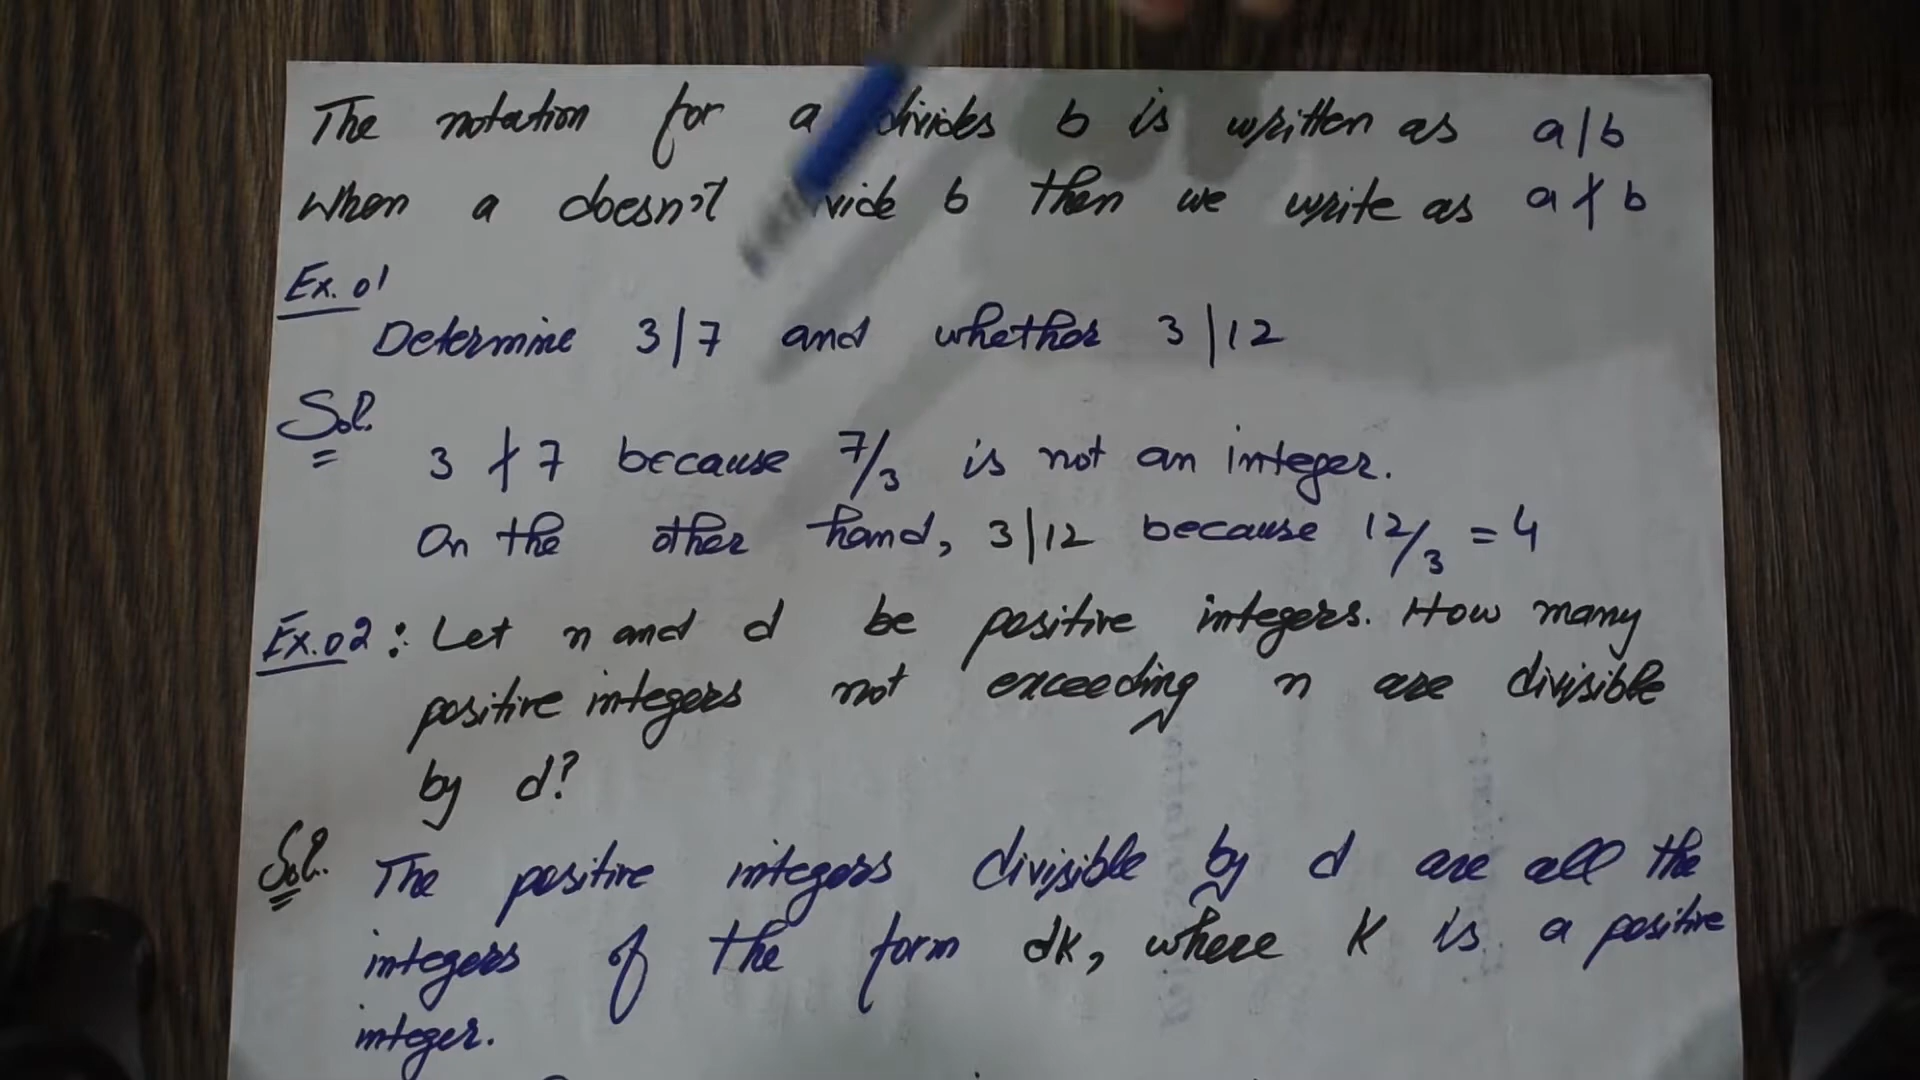 The notation for a divides b is written as a|b
When a doesn't vide b then we write as a ∤ b
Ex. 01
Determine 3|7 and whether 3|12
Sol.
3 ∤ 7 because 7/3 is not an integer.
On the other hand, 3|12 because 12/3 = 4
Ex.02 : Let n and d be positive integers. How many
positive integers not exceeding n are divisible
by d?
Sol. The positive integers divisible by d are all the
integers of the form dk, where k is a positive
integer.